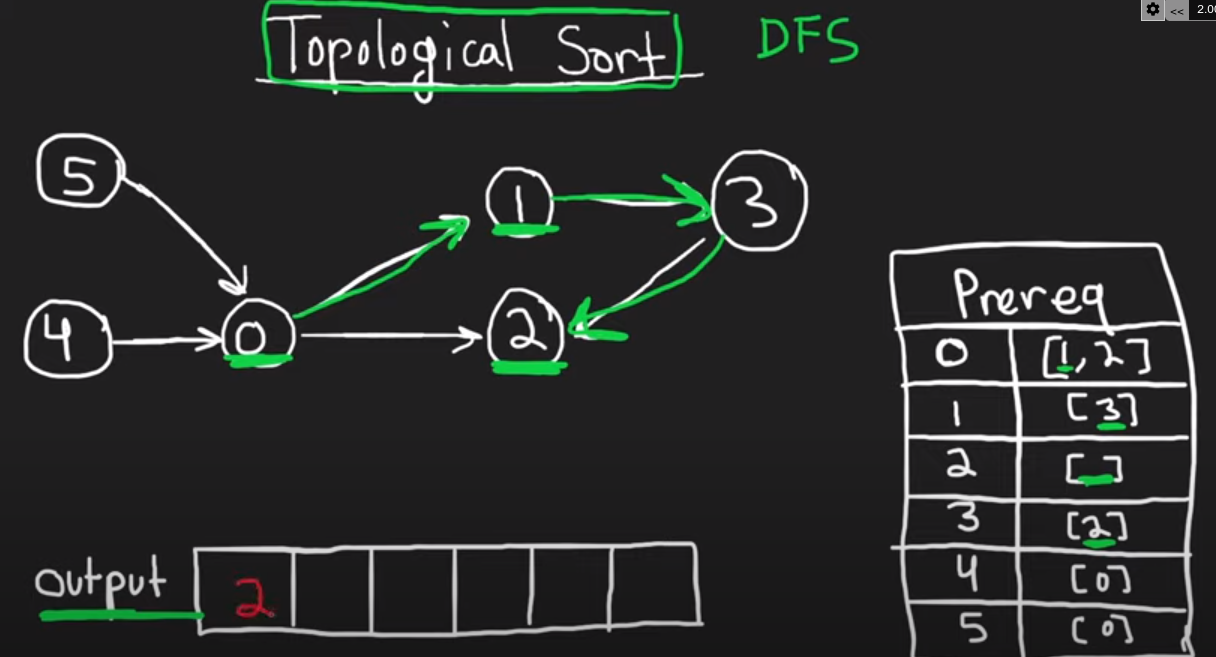 << 2.00
Topological Sort DFS
5 1 3
4 0 2
Prereq
0 [1,2]
1 [3]
2 [ ]
3 [2]
4 [0]
5 [0]
output 2